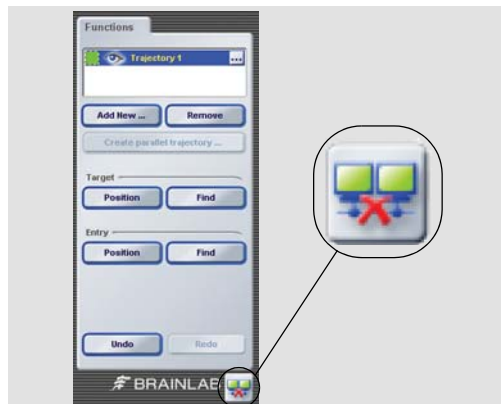 Functions
Trajectory 1 ...
Add New ... Remove
Create parallel trajectory ...
Target
Position Find
Entry
Position Find
Undo Redo
BRAINLAB